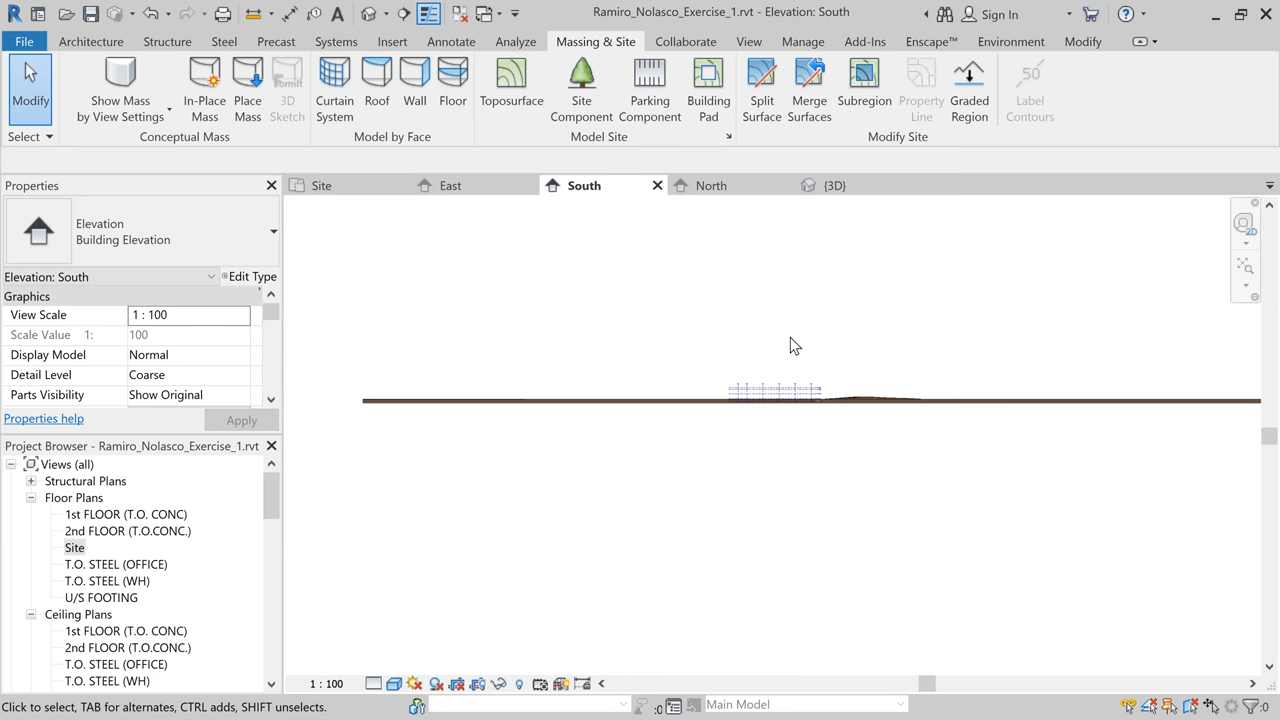 Ramiro_Nolasco_Exercise_1.rvt - Elevation: South
Sign In
File
Architecture
Structure
Steel
Precast
Systems
Insert
Annotate
Analyze
Massing & Site
Collaborate
View
Manage
Add-Ins
Enscape™
Environment
Modify
Modify
Show Mass
by View Settings
In-Place
Mass
Place
Mass
3D
Sketch
Curtain
System
Roof
Wall
Floor
Toposurface
Site
Component
Parking
Component
Building
Pad
Split
Surface
Merge
Surfaces
Subregion
Property
Line
Graded
Region
50
Label
Contours
Select
Conceptual Mass
Model by Face
Model Site
Modify Site
Properties
Site
East
South
North
{3D}
Elevation
Building Elevation
Elevation: South
Edit Type
Graphics
View Scale
1 : 100
Scale Value 1:
100
Display Model
Normal
Detail Level
Coarse
Parts Visibility
Show Original
Properties help
Apply
2D
Project Browser - Ramiro_Nolasco_Exercise_1.rvt
Views (all)
Structural Plans
Floor Plans
1st FLOOR (T.O. CONC)
2nd FLOOR (T.O.CONC.)
Site
T.O. STEEL (OFFICE)
T.O. STEEL (WH)
U/S FOOTING
Ceiling Plans
1st FLOOR (T.O. CONC)
2nd FLOOR (T.O.CONC.)
T.O. STEEL (OFFICE)
T.O. STEEL (WH)
1 : 100
Click to select, TAB for alternates, CTRL adds, SHIFT unselects.
:0
Main Model
:0